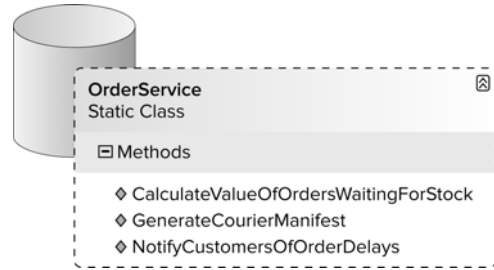 OrderService
Static Class
Methods
CalculateValueOfOrdersWaitingForStock
GenerateCourierManifest
NotifyCustomersOfOrderDelays